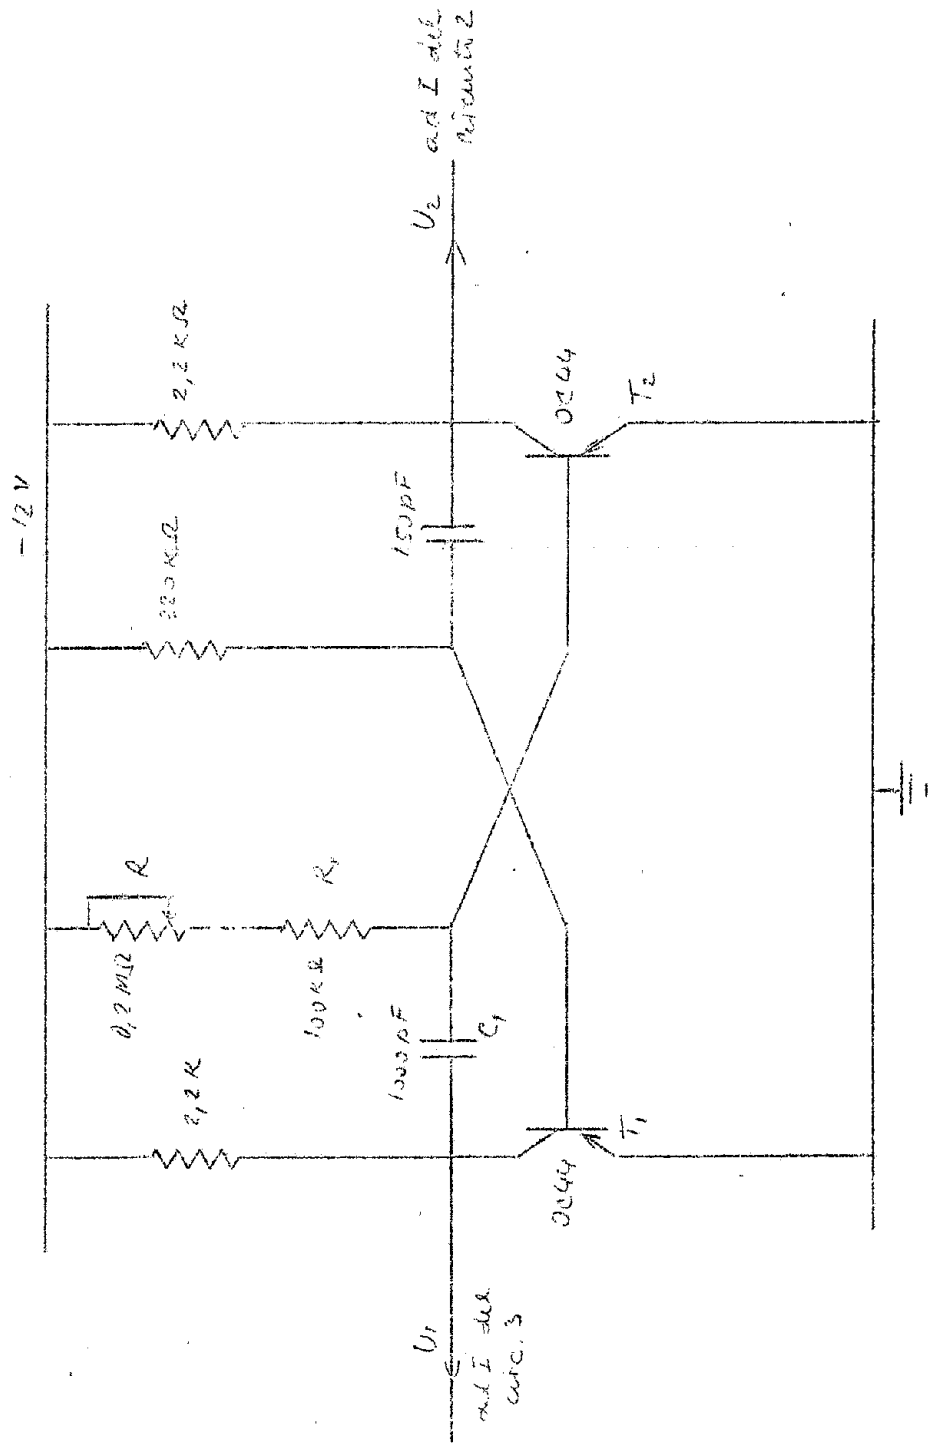 -12 V
2,2 K
0,2 MΩ
R
100 KΩ
R₁
2,2 KΩ
1000 pF
C₁
150 pF
U₁
ad I del
circ. 3
U₂
ad I del
circuito 2
OC44
T₁
OC44
T₂